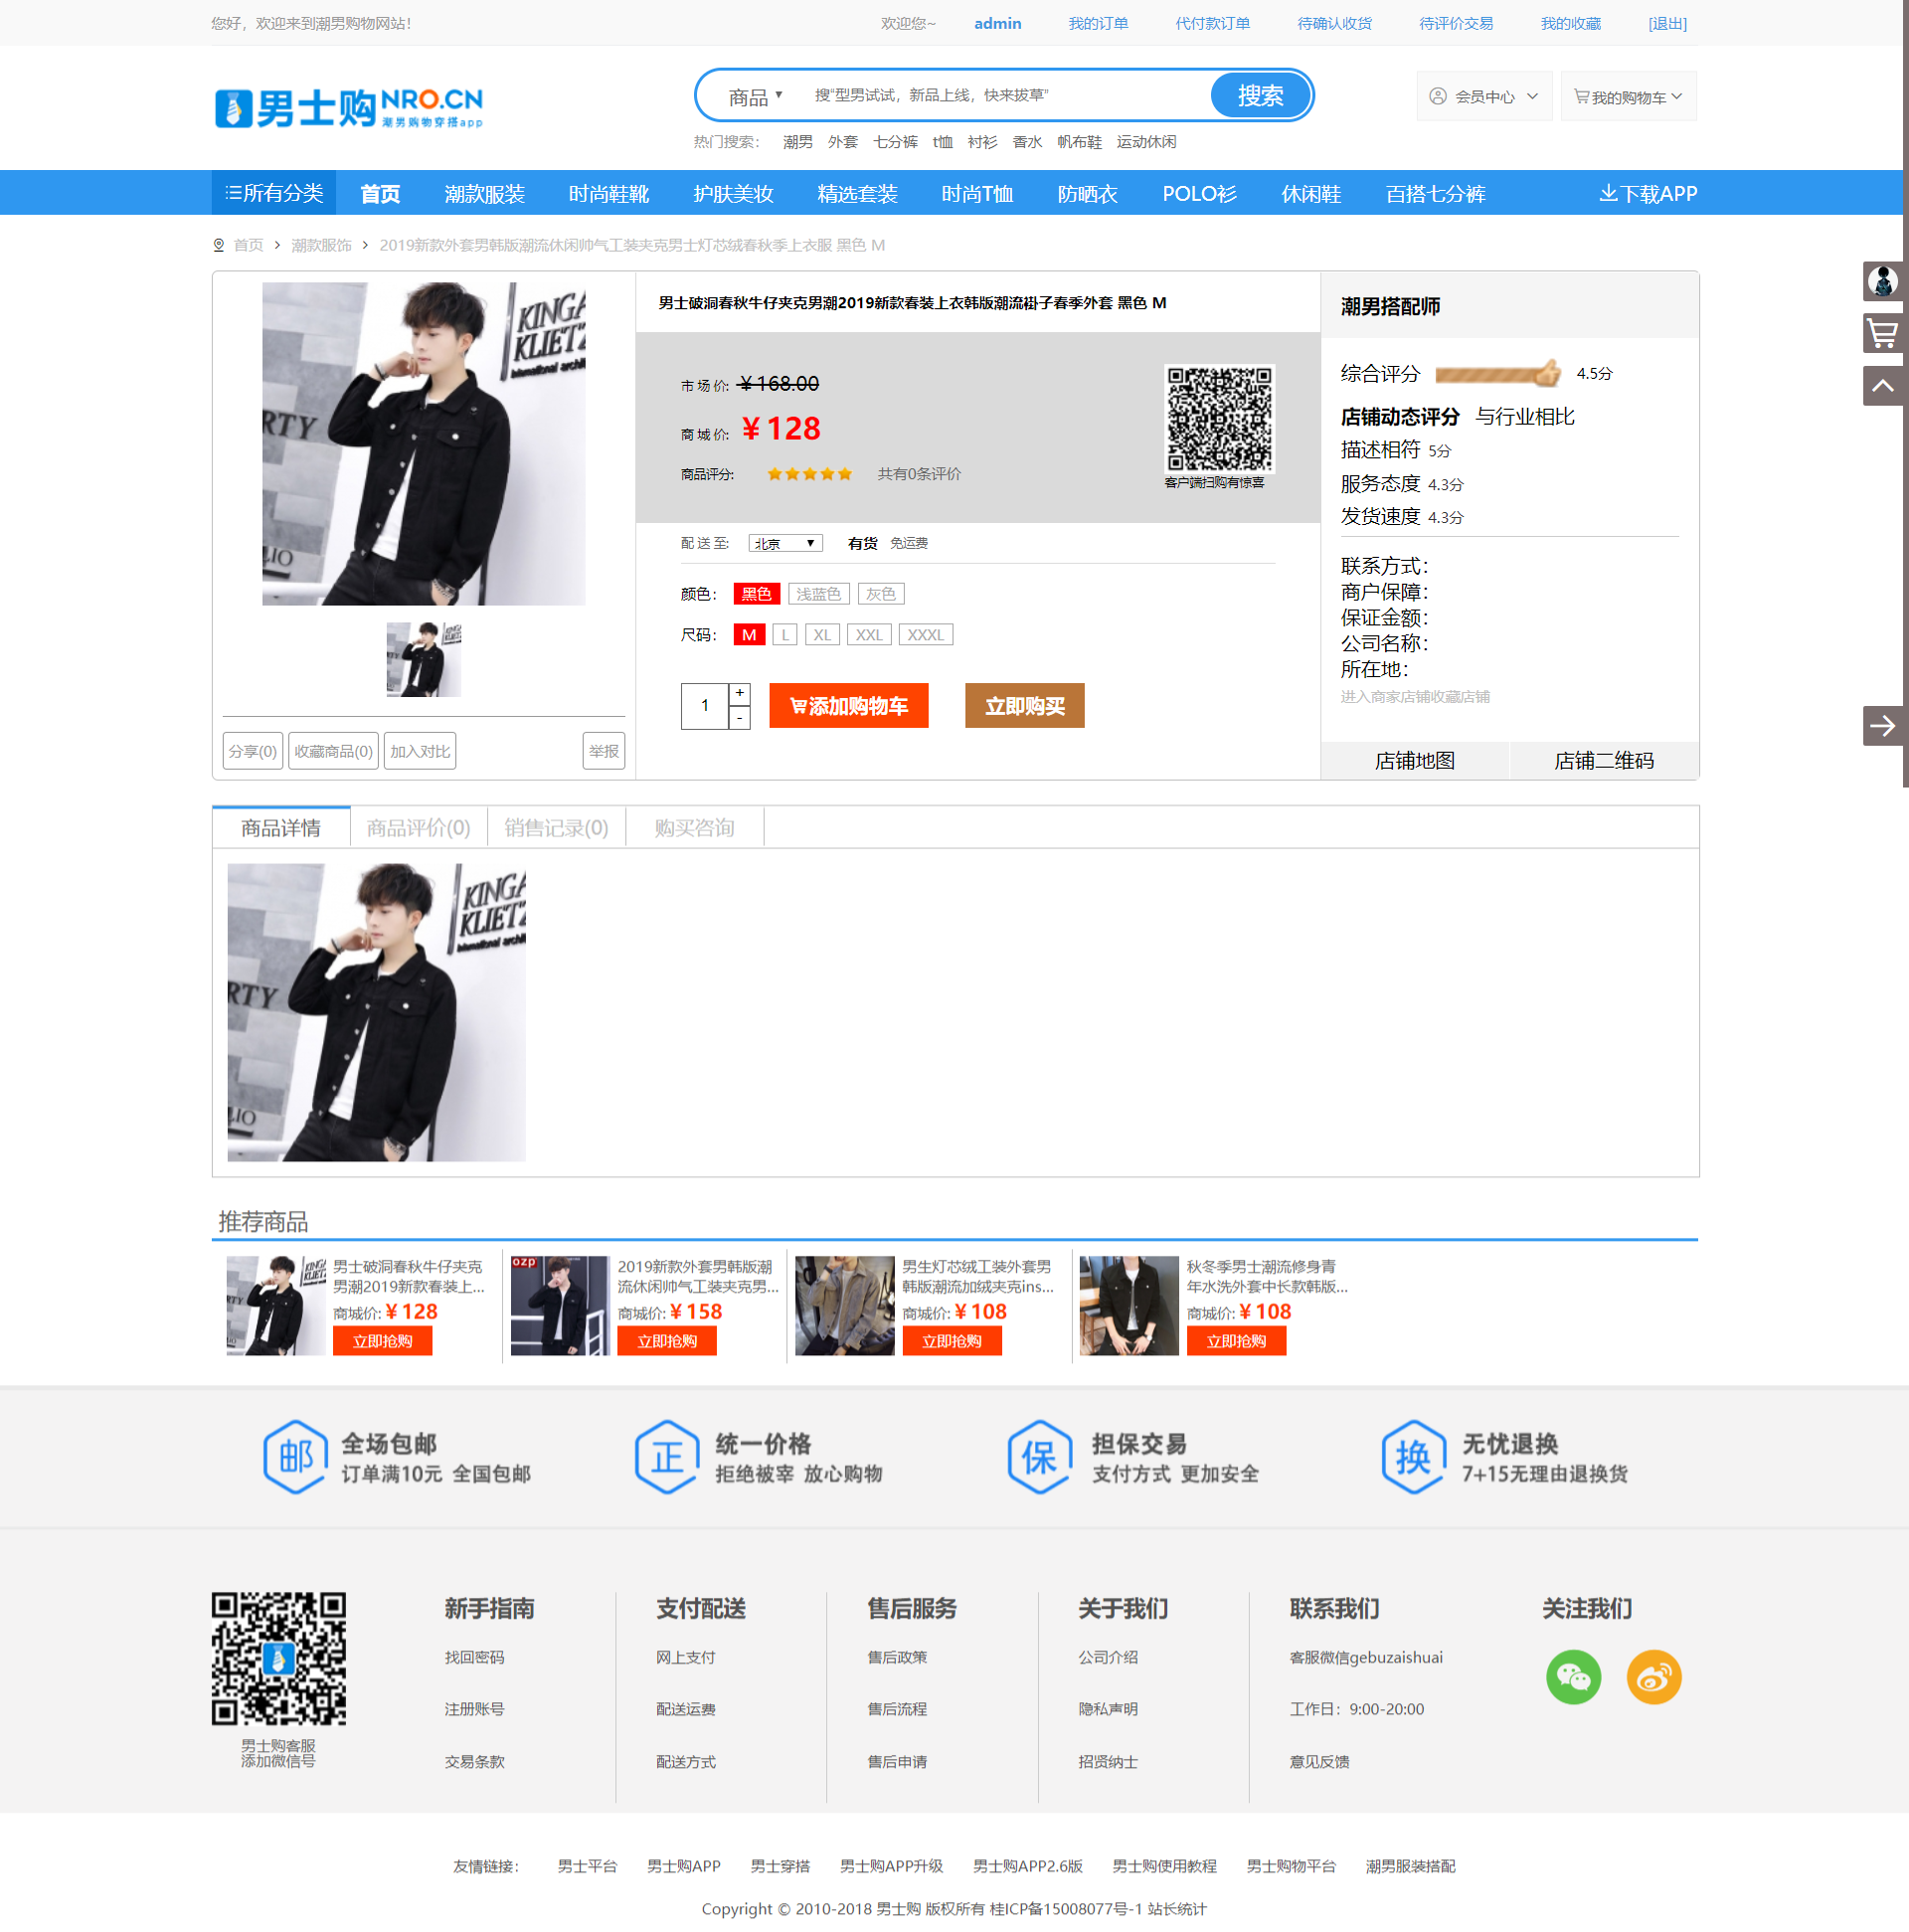 您好，欢迎来到潮男购物网站！
欢迎您~ admin 我的订单 代付款订单 待确认收货 待评价交易 我的收藏 [退出]
男士购 NRO.CN
潮男购物穿搭app
商品 ▼ 搜"型男试试，新品上线，快来拔草" 搜索
会员中心 我的购物车
热门搜索： 潮男 外套 七分裤 t恤 衬衫 香水 帆布鞋 运动休闲
所有分类 首页 潮款服装 时尚鞋靴 护肤美妆 精选套装 时尚T恤 防晒衣 POLO衫 休闲鞋 百搭七分裤 下载APP
首页 > 潮款服饰 > 2019新款外套男韩版潮流休闲帅气工装夹克男士灯芯绒春秋季上衣服 黑色 M
男士破洞春秋牛仔夹克男潮2019新款春装上衣韩版潮流褂子春季外套 黑色 M
市 场 价: ￥168.00
商 城 价: ￥128
商品评分: 共有0条评价
客户端扫购有惊喜
配 送 至: 北京 ▼ 有货 免运费
颜色： 黑色 浅蓝色 灰色
尺码： M L XL XXL XXXL
1 + - 添加购物车 立即购买
分享(0) 收藏商品(0) 加入对比 举报
潮男搭配师
综合评分 4.5分
店铺动态评分 与行业相比
描述相符 5分
服务态度 4.3分
发货速度 4.3分
联系方式：
商户保障：
保证金额：
公司名称：
所在地：
进入商家店铺收藏店铺
店铺地图 店铺二维码
商品详情 商品评价(0) 销售记录(0) 购买咨询
推荐商品
男士破洞春秋牛仔夹克
男潮2019新款春装上...
商城价: ￥128
立即抢购
2019新款外套男韩版潮
流休闲帅气工装夹克男...
商城价: ￥158
立即抢购
男生灯芯绒工装外套男
韩版潮流加绒夹克ins...
商城价: ￥108
立即抢购
秋冬季男士潮流修身青
年水洗外套中长款韩版...
商城价: ￥108
立即抢购
邮 全场包邮
订单满10元 全国包邮
正 统一价格
拒绝被宰 放心购物
保 担保交易
支付方式 更加安全
换 无忧退换
7+15无理由退换货
男士购客服
添加微信号
新手指南
找回密码
注册账号
交易条款
支付配送
网上支付
配送运费
配送方式
售后服务
售后政策
售后流程
售后申请
关于我们
公司介绍
隐私声明
招贤纳士
联系我们
客服微信gebuzaishuai
工作日：9:00-20:00
意见反馈
关注我们
友情链接： 男士平台 男士购APP 男士穿搭 男士购APP升级 男士购APP2.6版 男士购使用教程 男士购物平台 潮男服装搭配
Copyright © 2010-2018 男士购 版权所有 桂ICP备15008077号-1 站长统计